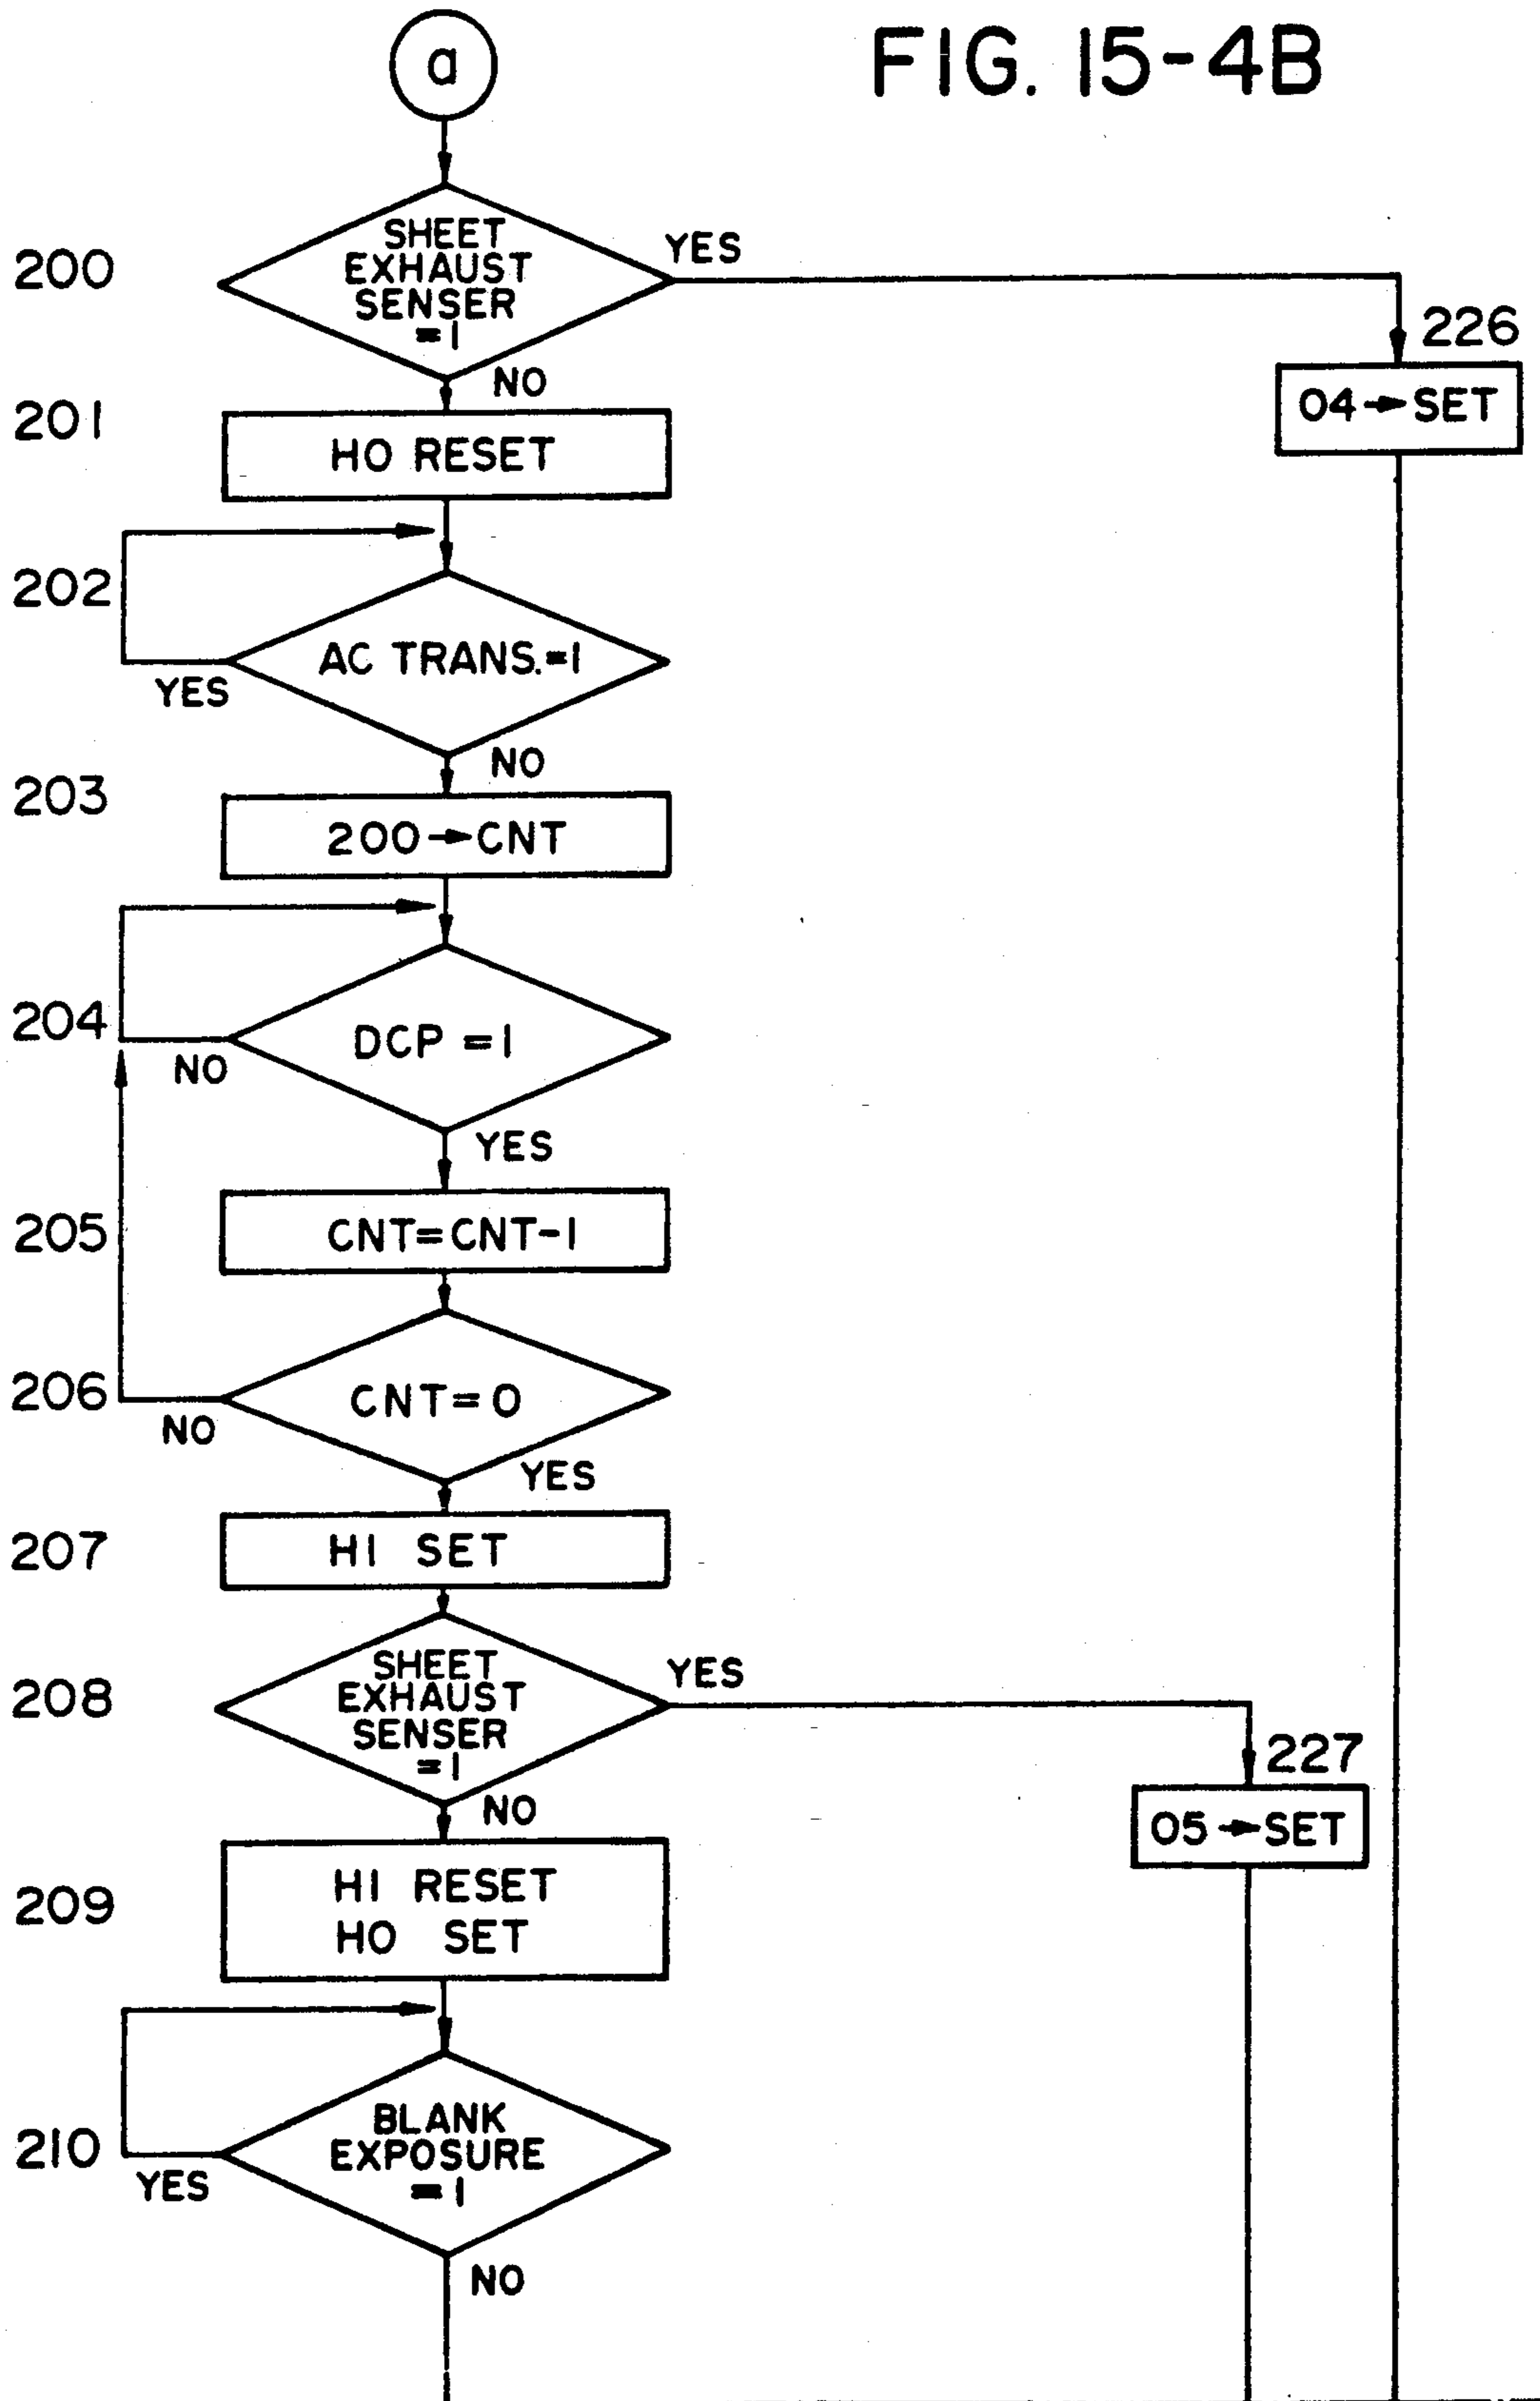 FIG. 15-4B
a
200
SHEET
EXHAUST
SENSER
=1
YES
NO
226
04→SET
201
HO RESET
202
AC TRANS.=1
YES
NO
203
200→CNT
204
DCP =1
NO
YES
205
CNT=CNT-1
206
CNT=0
NO
YES
207
HI SET
208
SHEET
EXHAUST
SENSER
=1
YES
NO
227
05→SET
209
HI RESET
HO SET
210
BLANK
EXPOSURE
=1
YES
NO